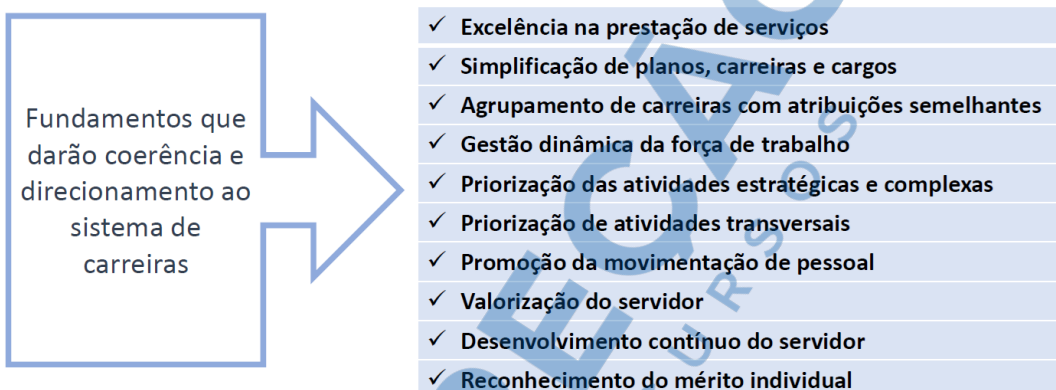 Fundamentos que
darão coerência e
direcionamento ao
sistema de
carreiras
✓ Excelência na prestação de serviços
✓ Simplificação de planos, carreiras e cargos
✓ Agrupamento de carreiras com atribuições semelhantes
✓ Gestão dinâmica da força de trabalho
✓ Priorização das atividades estratégicas e complexas
✓ Priorização de atividades transversais
✓ Promoção da movimentação de pessoal
✓ Valorização do servidor
✓ Desenvolvimento contínuo do servidor
✓ Reconhecimento do mérito individual